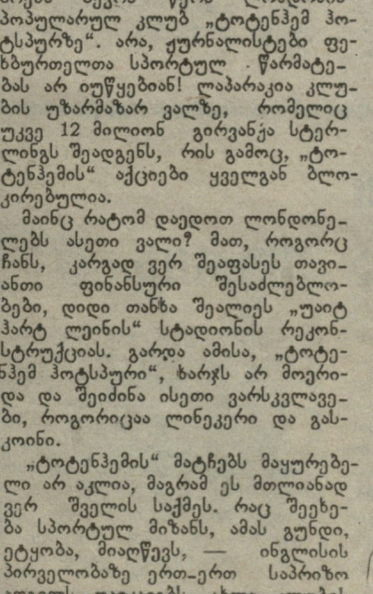 პოპულარულ კლუბ „ტოტენჰემ ჰო-
ტსპურზე“. არა, ჟურნალისტები ფე-
ხბურთელთა სპორტულ წარმატე-
ბას არ იუწყებიან! ლაპარაკია კლუ-
ბის უზარმაზარ ვალზე, რომელიც
უკვე 12 მილიონ გირვანქა სტერ-
ლინგს შეადგენს, რის გამოც, „ტო-
ტენჰემის“ აქციები ყველგან ბლო-
კირებულია.
მაინც რატომ დაედოთ ლონდონე-
ლებს ასეთი ვალი? მათ, როგორც
ჩანს, კარგად ვერ შეაფასეს თავი-
ანთი ფინანსური შესაძლებლო-
ბები, დიდი თანხა შეალიეს „უაიტ
ჰარტ ლეინის“ სტადიონის რეკონ-
სტრუქციას. გარდა ამისა, „ტოტე-
ნჰემ ჰოტსპური“, ხარჯს არ მოერი-
და და შეიძინა ისეთი ვარსკვლავე-
ბი, როგორიცაა ლინეკერი და გას-
კოინი.
„ტოტენჰემის“ მატჩებს მაყურებე-
ლი არ აკლია, მაგრამ ეს მთლიანად
ვერ შველის საქმეს. რაც შეეხე-
ბა სპორტულ მიზანს, ამას გუნდი,
ეტყობა, მიაღწევს, — ინგლისის
პირველობაზე ერთ-ერთ საპრიზო